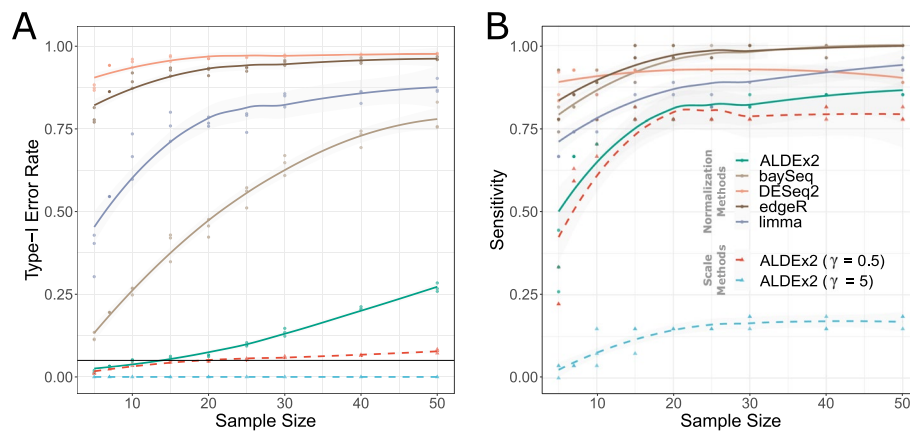 A
Type-I Error Rate
1.00
0.75
0.50
0.25
0.00
10
20
30
40
50
Sample Size
B
Sensitivity
1.00
0.75
0.50
0.25
0.00
Normalization
Methods
ALDEx2
baySeq
DESeq2
edgeR
limma
Scale
Methods
ALDEx2 (γ = 0.5)
ALDEx2 (γ = 5)
10
20
30
40
50
Sample Size